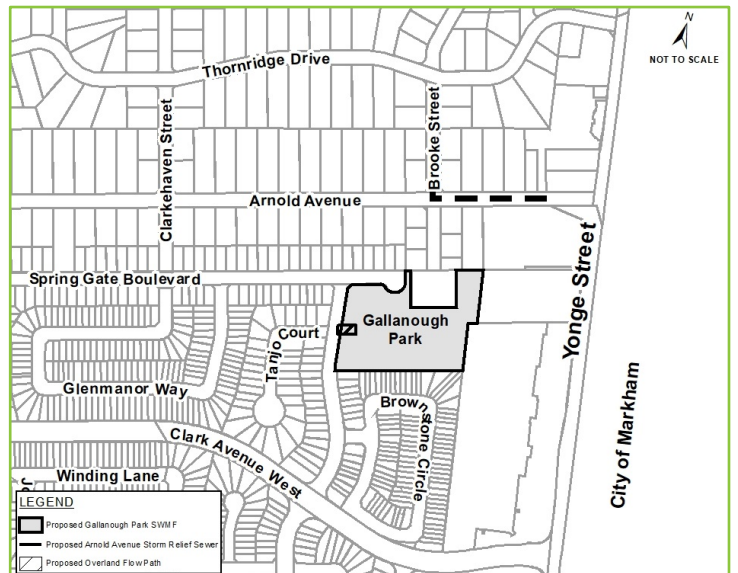 N
NOT TO SCALE
Thornridge Drive
Clarkehaven Street
Brooke Street
Arnold Avenue
Spring Gate Boulevard
Yonge Street
Gallanough
Park
Tanjo Court
Glenmanor Way
Brownstone Circle
Clark Avenue West
City of Markham
Winding Lane
LEGEND
Proposed Gallanough Park SWMF
Proposed Arnold Avenue Storm Relief Sewer
Proposed Overland Flow Path